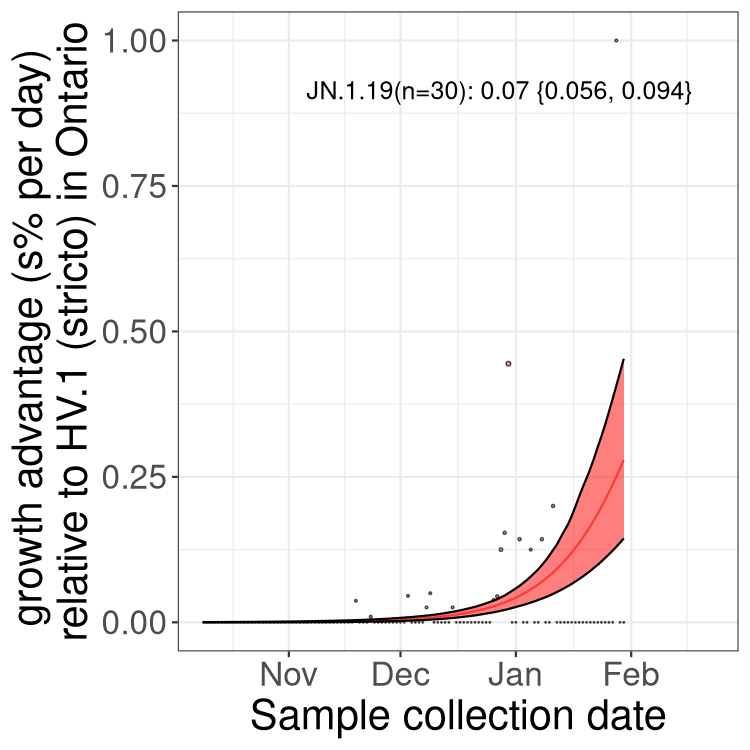 growth advantage (s% per day)
relative to HV.1 (stricto) in Ontario
1.00
0.75
0.50
0.25
0.00
JN.1.19(n=30): 0.07 {0.056, 0.094}
Nov Dec Jan Feb
Sample collection date